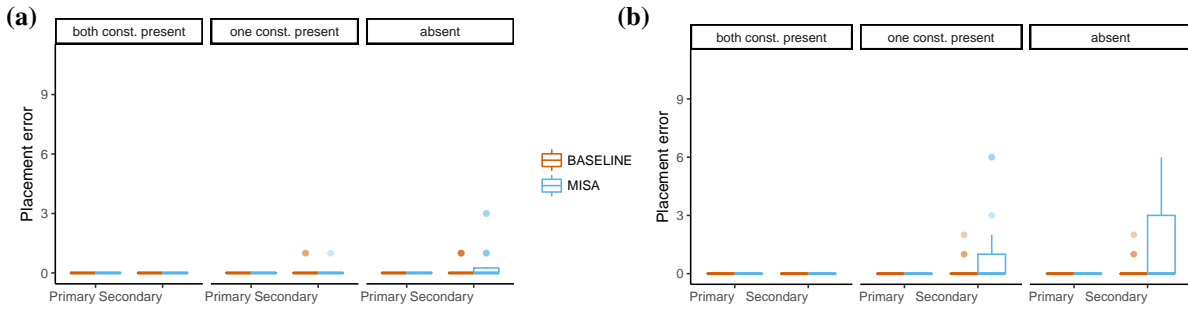 (a)
both const. present one const. present absent
Placement error
9
6
3
0
Primary Secondary Primary Secondary Primary Secondary
BASELINE
MISA
(b)
both const. present one const. present absent
Placement error
9
6
3
0
Primary Secondary Primary Secondary Primary Secondary